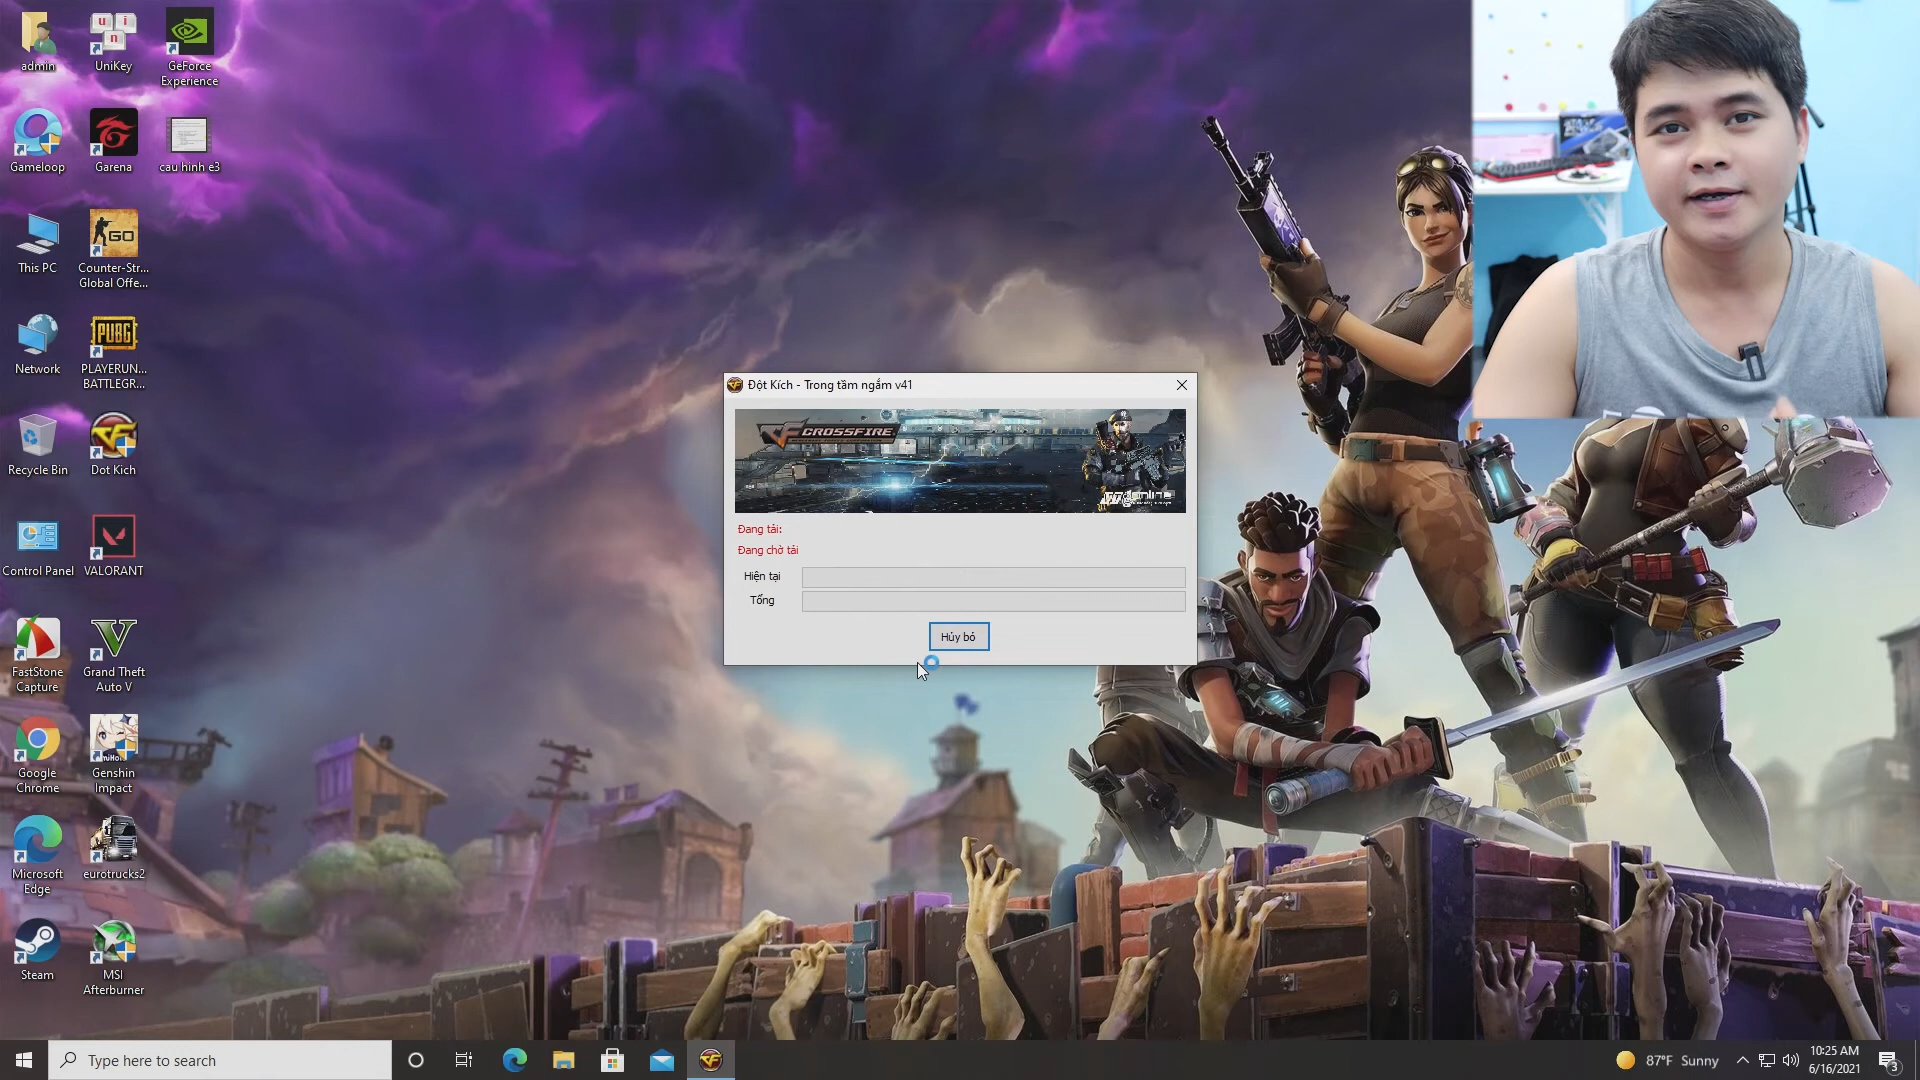 admin
UniKey
GeForce
Experience
Gameloop
Garena
cau hinh e3
This PC
GO
Counter-Str...
Global Offe...
Network
PUBG
PLAYERUN...
BATTLEGR...
Recycle Bin
Dot Kich
Control Panel
VALORANT
FastStone
Capture
Grand Theft
Auto V
Google
Chrome
Genshin
Impact
Microsoft
Edge
eurotrucks2
Steam
MSI
Afterburner
Đột Kích - Trong tầm ngắm v41
CROSSFIRE
Đang tải:
Đang chờ tải
Hiện tại
Tổng
Hủy bỏ
Type here to search
87°F Sunny
10:25 AM
6/16/2021
3